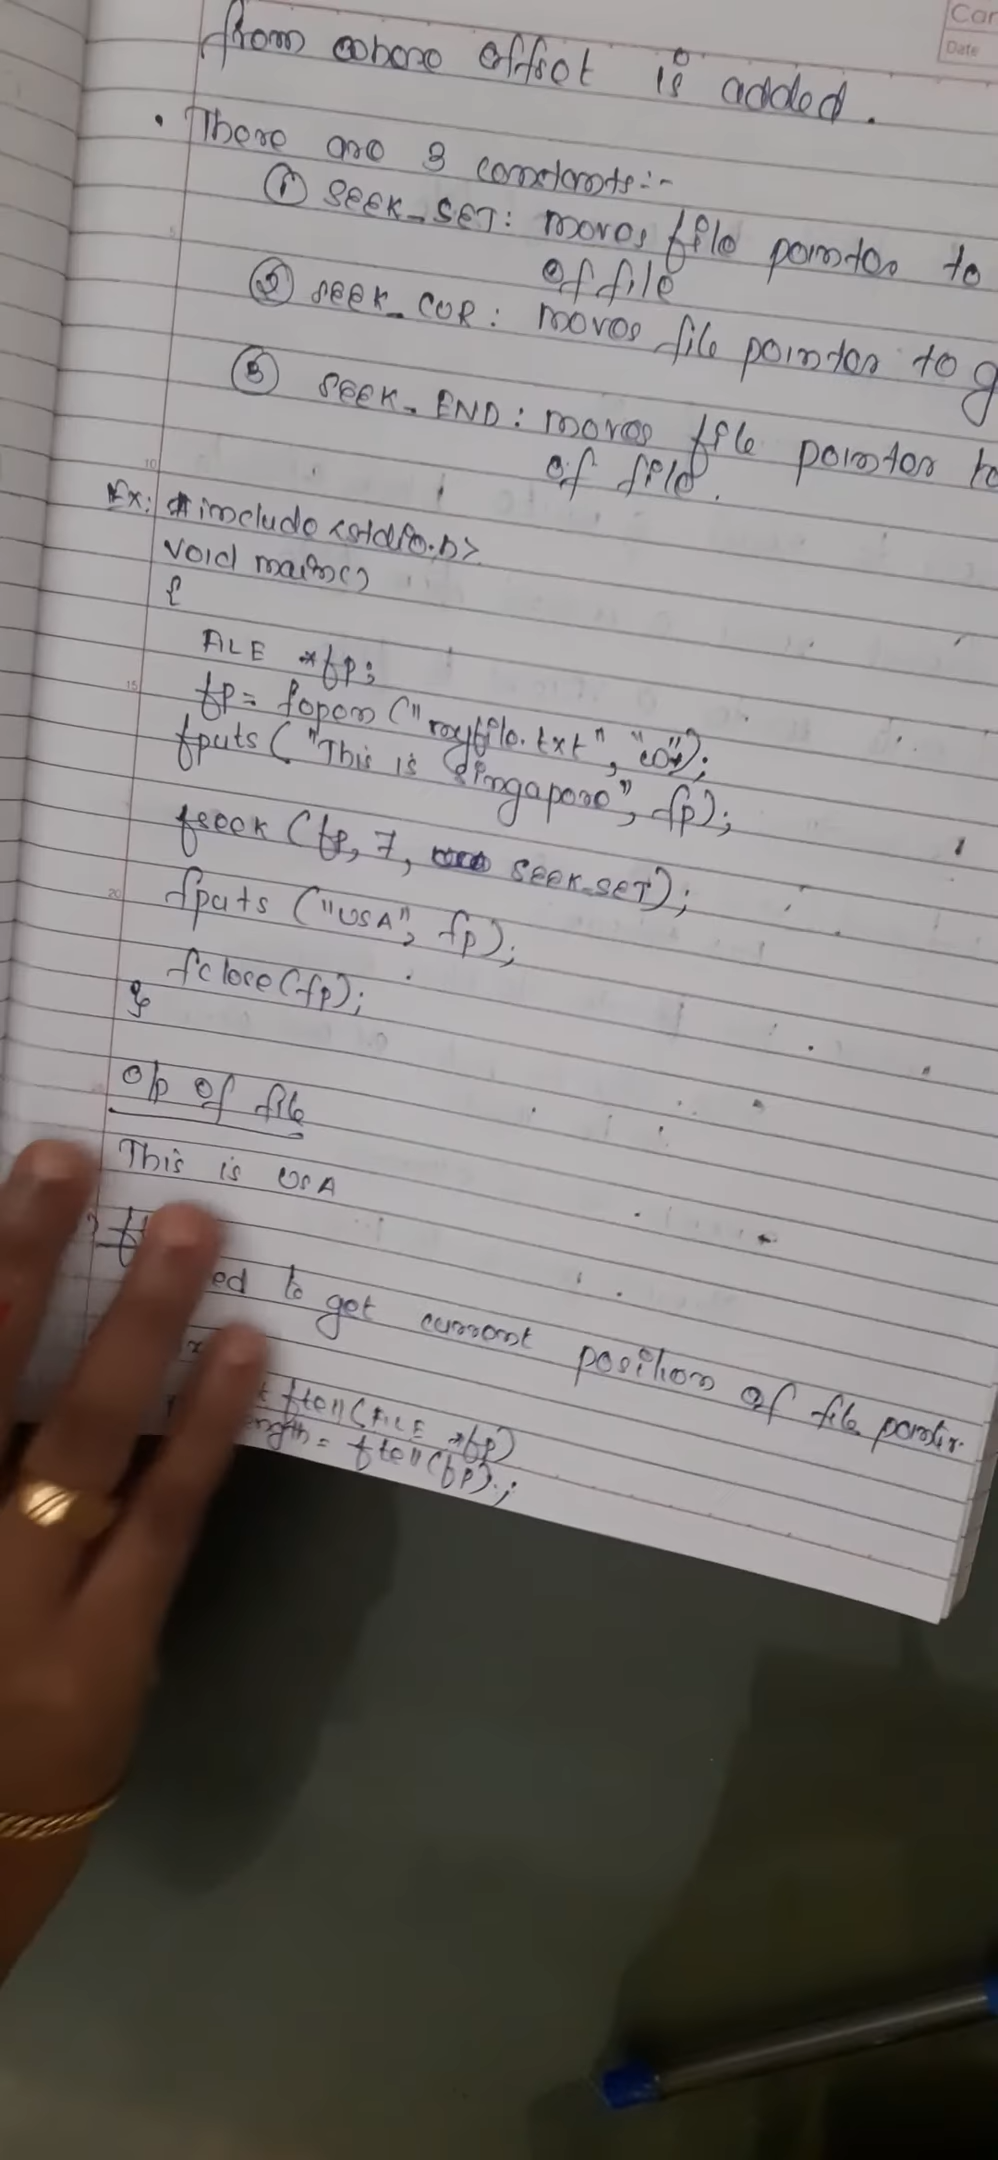 Date
from where offset is added.
• There are 3 constants:-
① SEEK_SET: moves file pointer to
of file
② SEEK_CUR: moves file pointer to g
③ SEEK_END: moves file pointer to
of file.
Ex: #include <stdio.h>
void main()
{
FILE *fp;
fp = fopen ("myfile.txt", "w+");
fputs ("This is Singapore", fp);
fseek (fp, 7, SEEK_SET);
fputs ("USA", fp);
fclose(fp);
}
O/p of file
This is USA
ed to get current position of file pointer.
ftell(FILE *fp)
ength = ftell(fp);